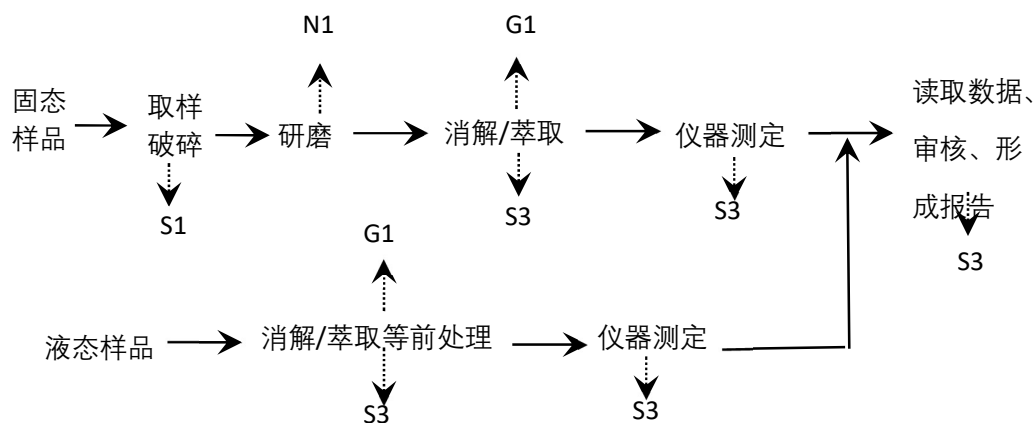 N1
G1
固态
样品
取样
破碎
研磨
消解/萃取
仪器测定
读取数据、
审核、形
成报告
S1
S3
S3
S3
G1
液态样品
消解/萃取等前处理
仪器测定
S3
S3